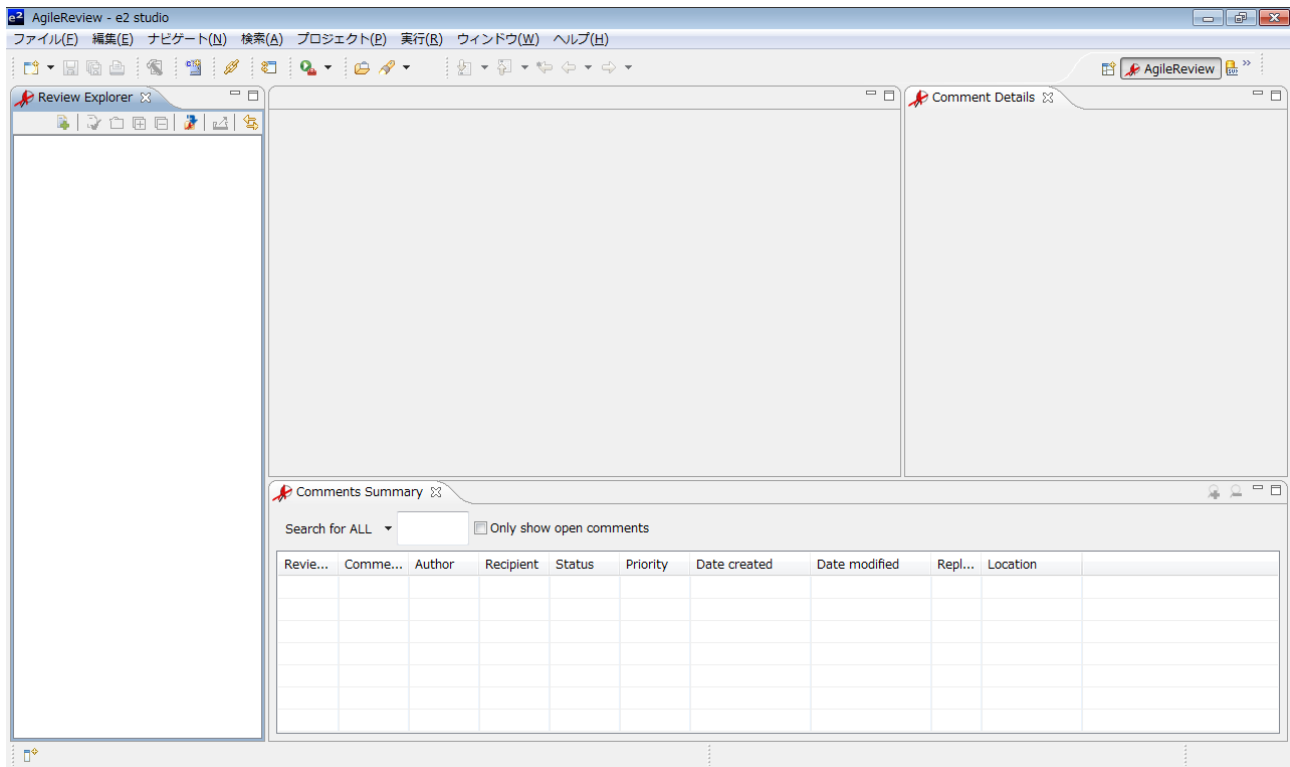 AgileReview - e2 studio
ファイル(F) 編集(E) ナビゲート(N) 検索(A) プロジェクト(P) 実行(R) ウィンドウ(W) ヘルプ(H)
AgileReview
Review Explorer
Comment Details
Comments Summary
Search for ALL
Only show open comments
Revie... Comme... Author Recipient Status Priority Date created Date modified Repl... Location